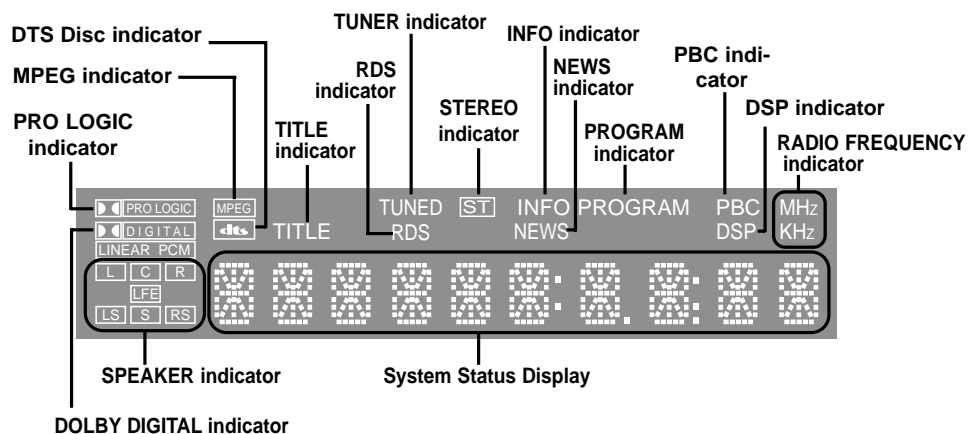 TUNER indicator
DTS Disc indicator
INFO indicator
MPEG indicator
RDS
indicator
NEWS
indicator
PBC indi-
cator
STEREO
indicator
DSP indicator
PRO LOGIC
indicator
TITLE
indicator
PROGRAM
indicator
RADIO FREQUENCY
indicator
PRO LOGIC MPEG TUNED ST INFO PROGRAM PBC MHz
DIGITAL dts TITLE RDS NEWS DSP KHz
LINEAR PCM
L C R
LFE
LS S RS
SPEAKER indicator
System Status Display
DOLBY DIGITAL indicator